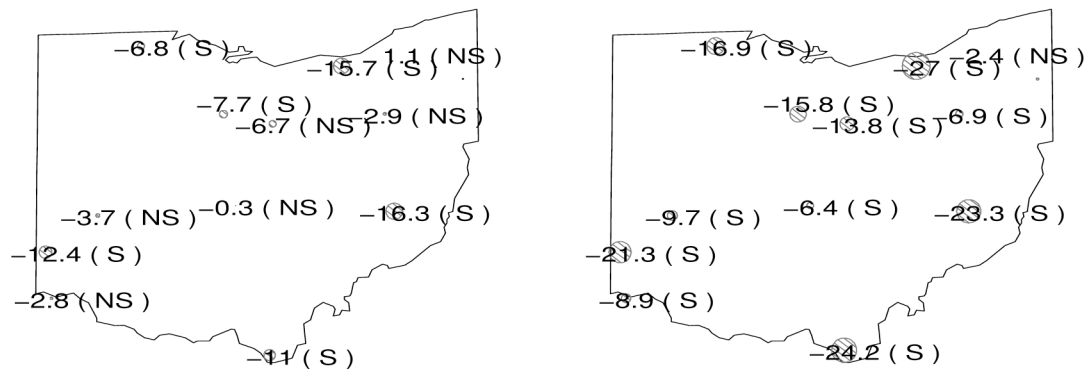 −6.8 ( S )
1.1 ( NS )
−15.7 ( S )
−7.7 ( S )
−6.7 ( NS )
−2.9 ( NS )
−3.7 ( NS )
−0.3 ( NS )
−16.3 ( S )
−12.4 ( S )
−2.8 ( NS )
−11 ( S )
−16.9 ( S )
−2.4 ( NS )
−27 ( S )
−15.8 ( S )
−13.8 ( S )
−6.9 ( S )
−9.7 ( S )
−6.4 ( S )
−23.3 ( S )
−21.3 ( S )
−8.9 ( S )
−24.2 ( S )